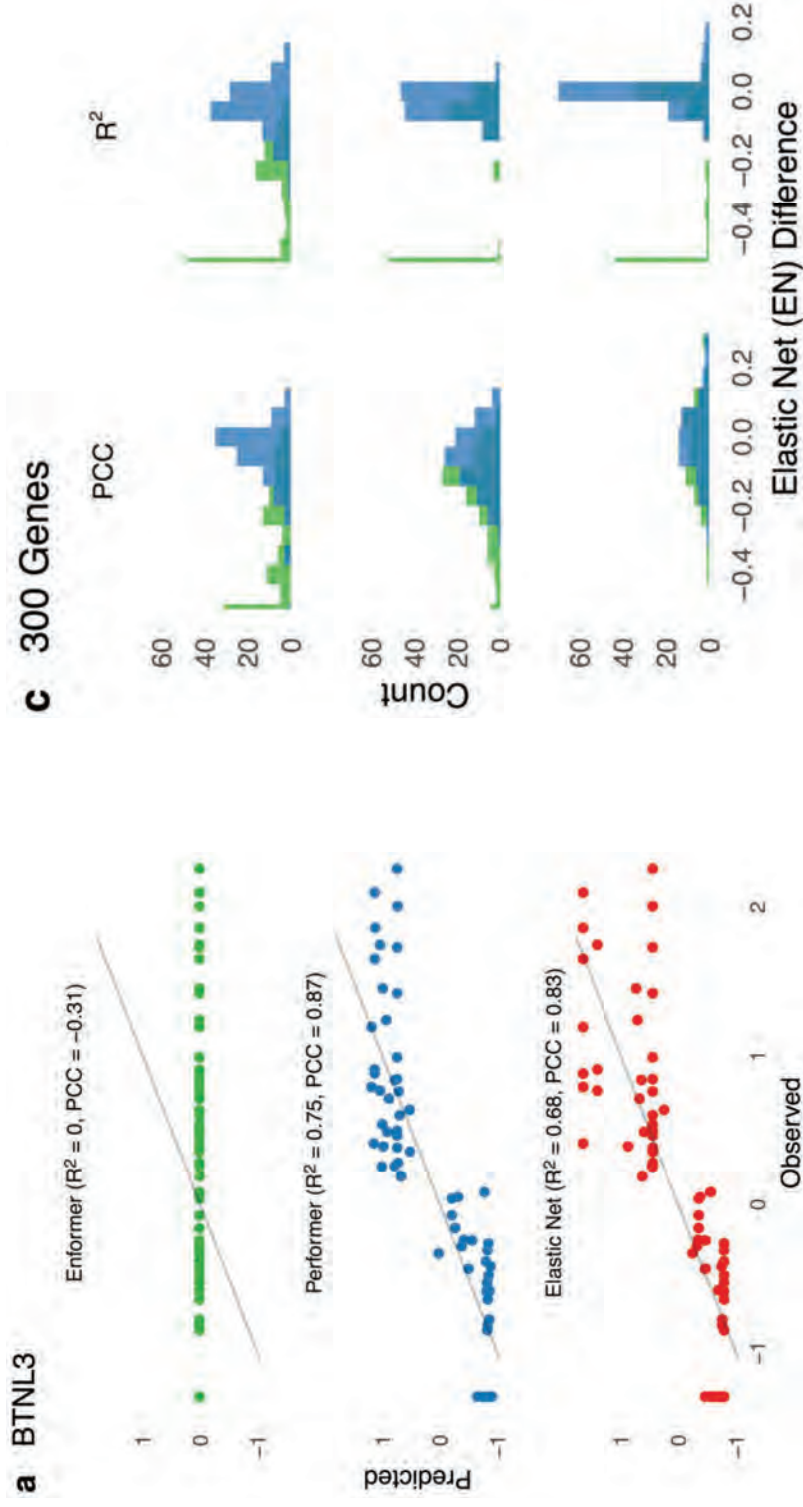 a BTNL3
Enformer (R² = 0, PCC = −0.31)
1
0
−1
Performer (R² = 0.75, PCC = 0.87)
1
0
−1
Predicted
Elastic Net (R² = 0.68, PCC = 0.83)
1
0
−1
−1 0 1 2
Observed
c 300 Genes
PCC R²
60
40
20
0
60
40
20
0
Count
60
40
20
0
−0.4 −0.2 0.0 0.2 −0.4 −0.2 0.0 0.2
Elastic Net (EN) Difference